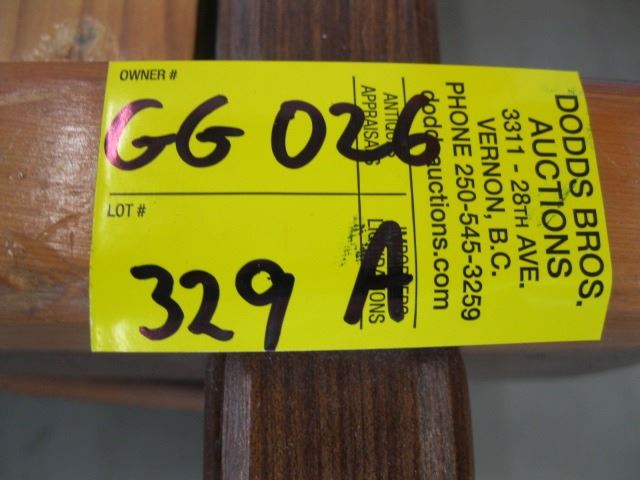 OWNER #
GG 026
LOT #
329 A
DODDS BROS.
AUCTIONS
3311 - 28TH AVE.
VERNON, B.C.
PHONE 250-545-3259
doddsauctions.com
ANTIQUES
APPRAISALS
LIQUIDATIONS